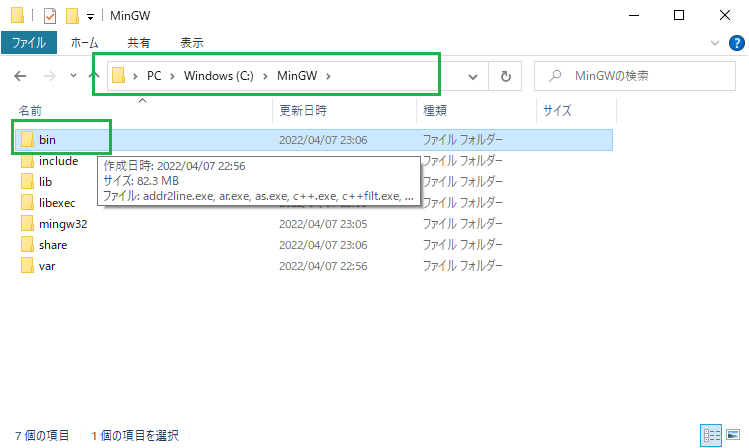 MinGW
ファイル ホーム 共有 表示
PC Windows (C:) MinGW MinGWの検索
名前 更新日時 種類 サイズ
bin 2022/04/07 23:06 ファイル フォルダー
include ファイル フォルダー
作成日時: 2022/04/07 22:56
サイズ: 82.3 MB
ファイル: addr2line.exe, ar.exe, as.exe, c++.exe, c++filt.exe, ...
lib ファイル フォルダー
libexec ファイル フォルダー
mingw32 2022/04/07 23:05 ファイル フォルダー
share 2022/04/07 23:06 ファイル フォルダー
var 2022/04/07 22:56 ファイル フォルダー
7 個の項目 1 個の項目を選択